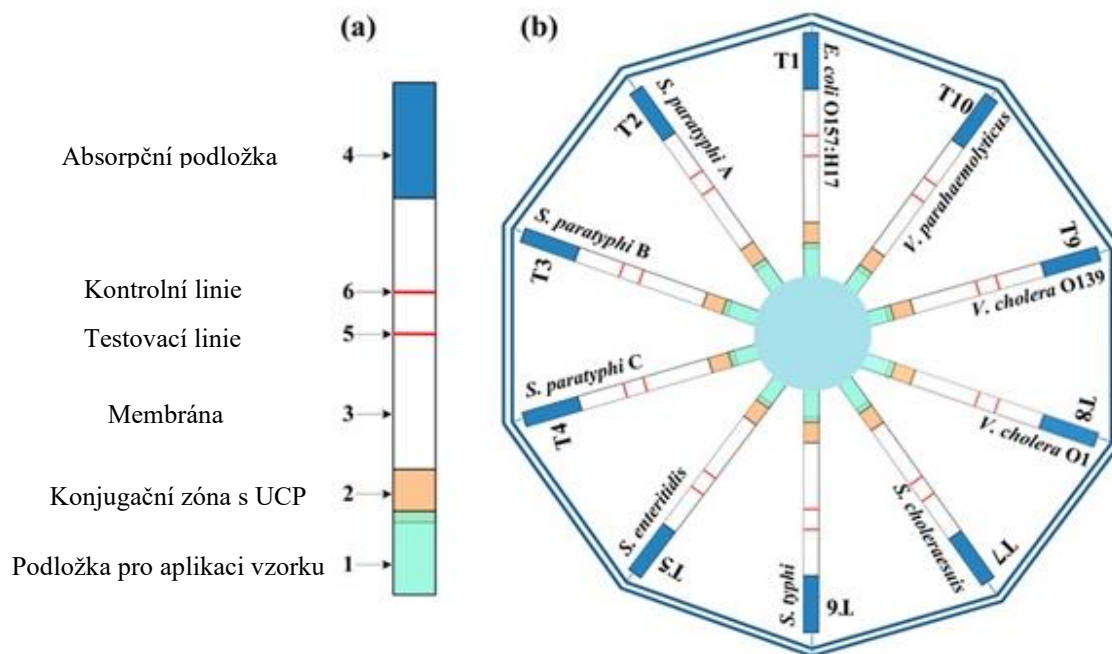 (a)
Absorpční podložka
4
Kontrolní linie
6
Testovací linie
5
Membrána
3
Konjugační zóna s UCP
2
Podložka pro aplikaci vzorku
1
(b)
T1
E. coli O157:H17
T2
S. paratyphi A
T3
S. paratyphi B
T4
S. paratyphi C
T5
S. enteritidis
T6
S. typhi
T7
S. choleraesuis
T8
V. cholera O1
T9
V. cholera O139
T10
V. parahaemolyticus